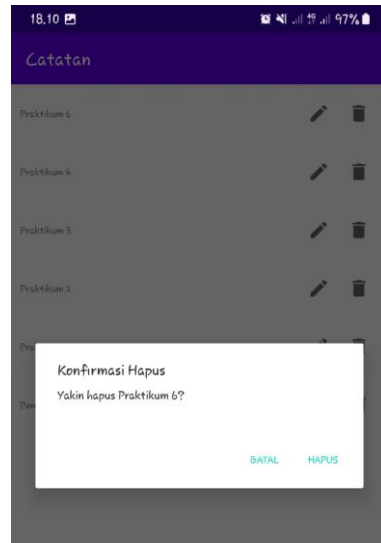 18.10 97%
Catatan
Praktikum 6
Praktikum 4
Praktikum 3
Praktikum 2
Konfirmasi Hapus
Yakin hapus Praktikum 6?
BATAL HAPUS